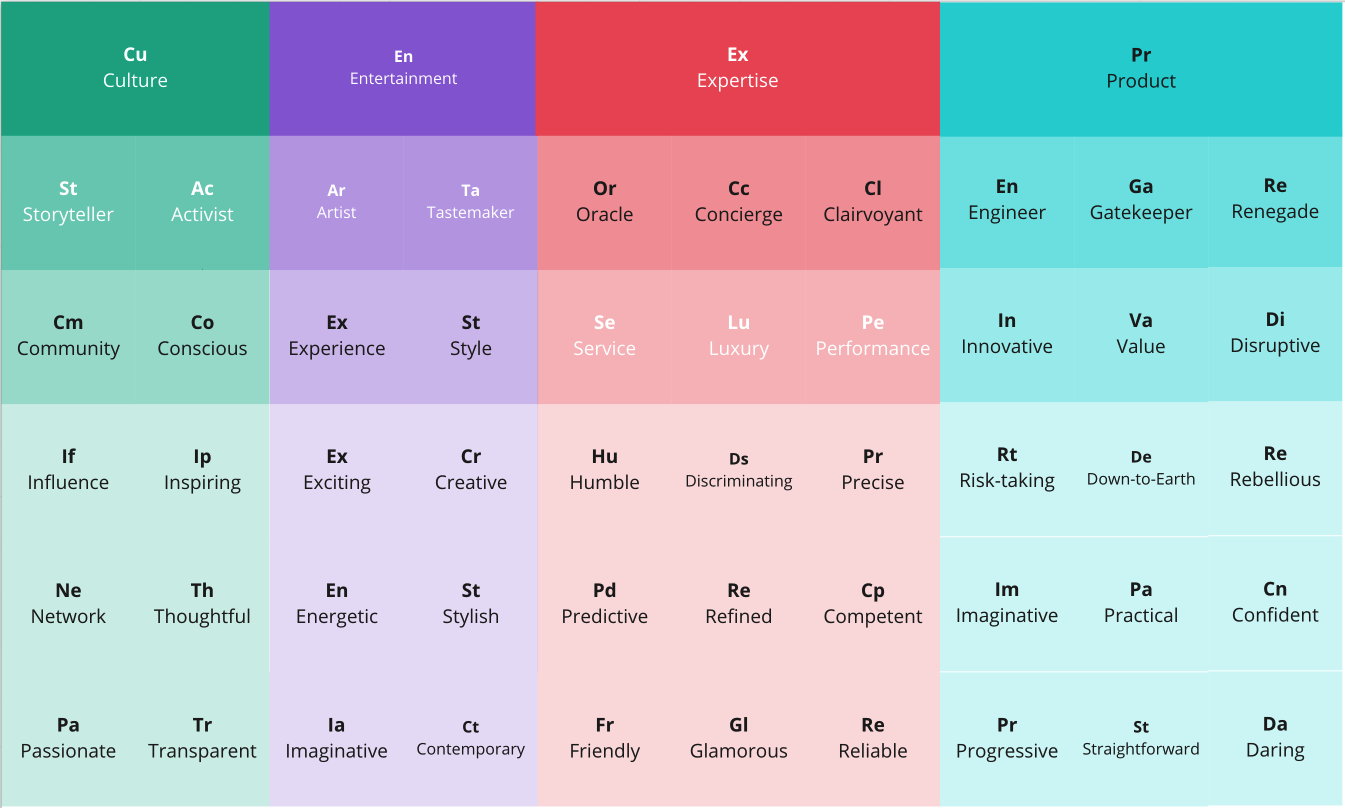 Cu
Culture
En
Entertainment
Ex
Expertise
Pr
Product
St
Storyteller
Ac
Activist
Ar
Artist
Ta
Tastemaker
Or
Oracle
Cc
Concierge
Cl
Clairvoyant
En
Engineer
Ga
Gatekeeper
Re
Renegade
Cm
Community
Co
Conscious
Ex
Experience
St
Style
Se
Service
Lu
Luxury
Pe
Performance
In
Innovative
Va
Value
Di
Disruptive
If
Influence
Ip
Inspiring
Ex
Exciting
Cr
Creative
Hu
Humble
Ds
Discriminating
Pr
Precise
Rt
Risk-taking
De
Down-to-Earth
Re
Rebellious
Ne
Network
Th
Thoughtful
En
Energetic
St
Stylish
Pd
Predictive
Re
Refined
Cp
Competent
Im
Imaginative
Pa
Practical
Cn
Confident
Pa
Passionate
Tr
Transparent
Ia
Imaginative
Ct
Contemporary
Fr
Friendly
Gl
Glamorous
Re
Reliable
Pr
Progressive
St
Straightforward
Da
Daring